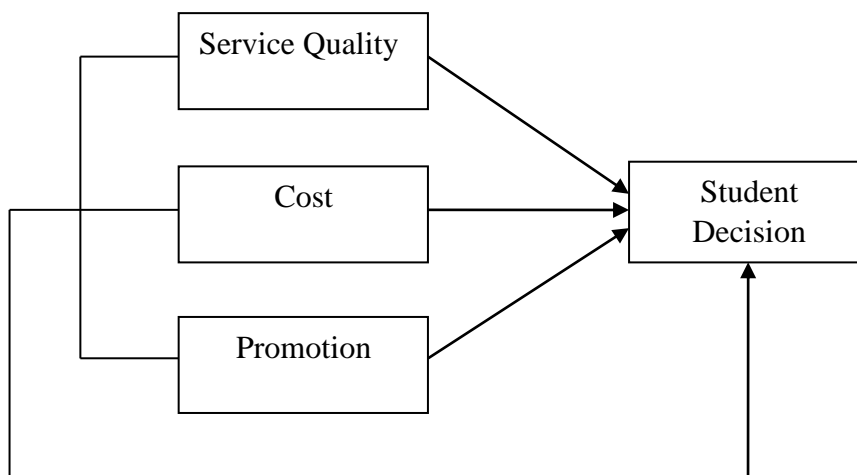 Service Quality
Cost
Student
Decision
Promotion